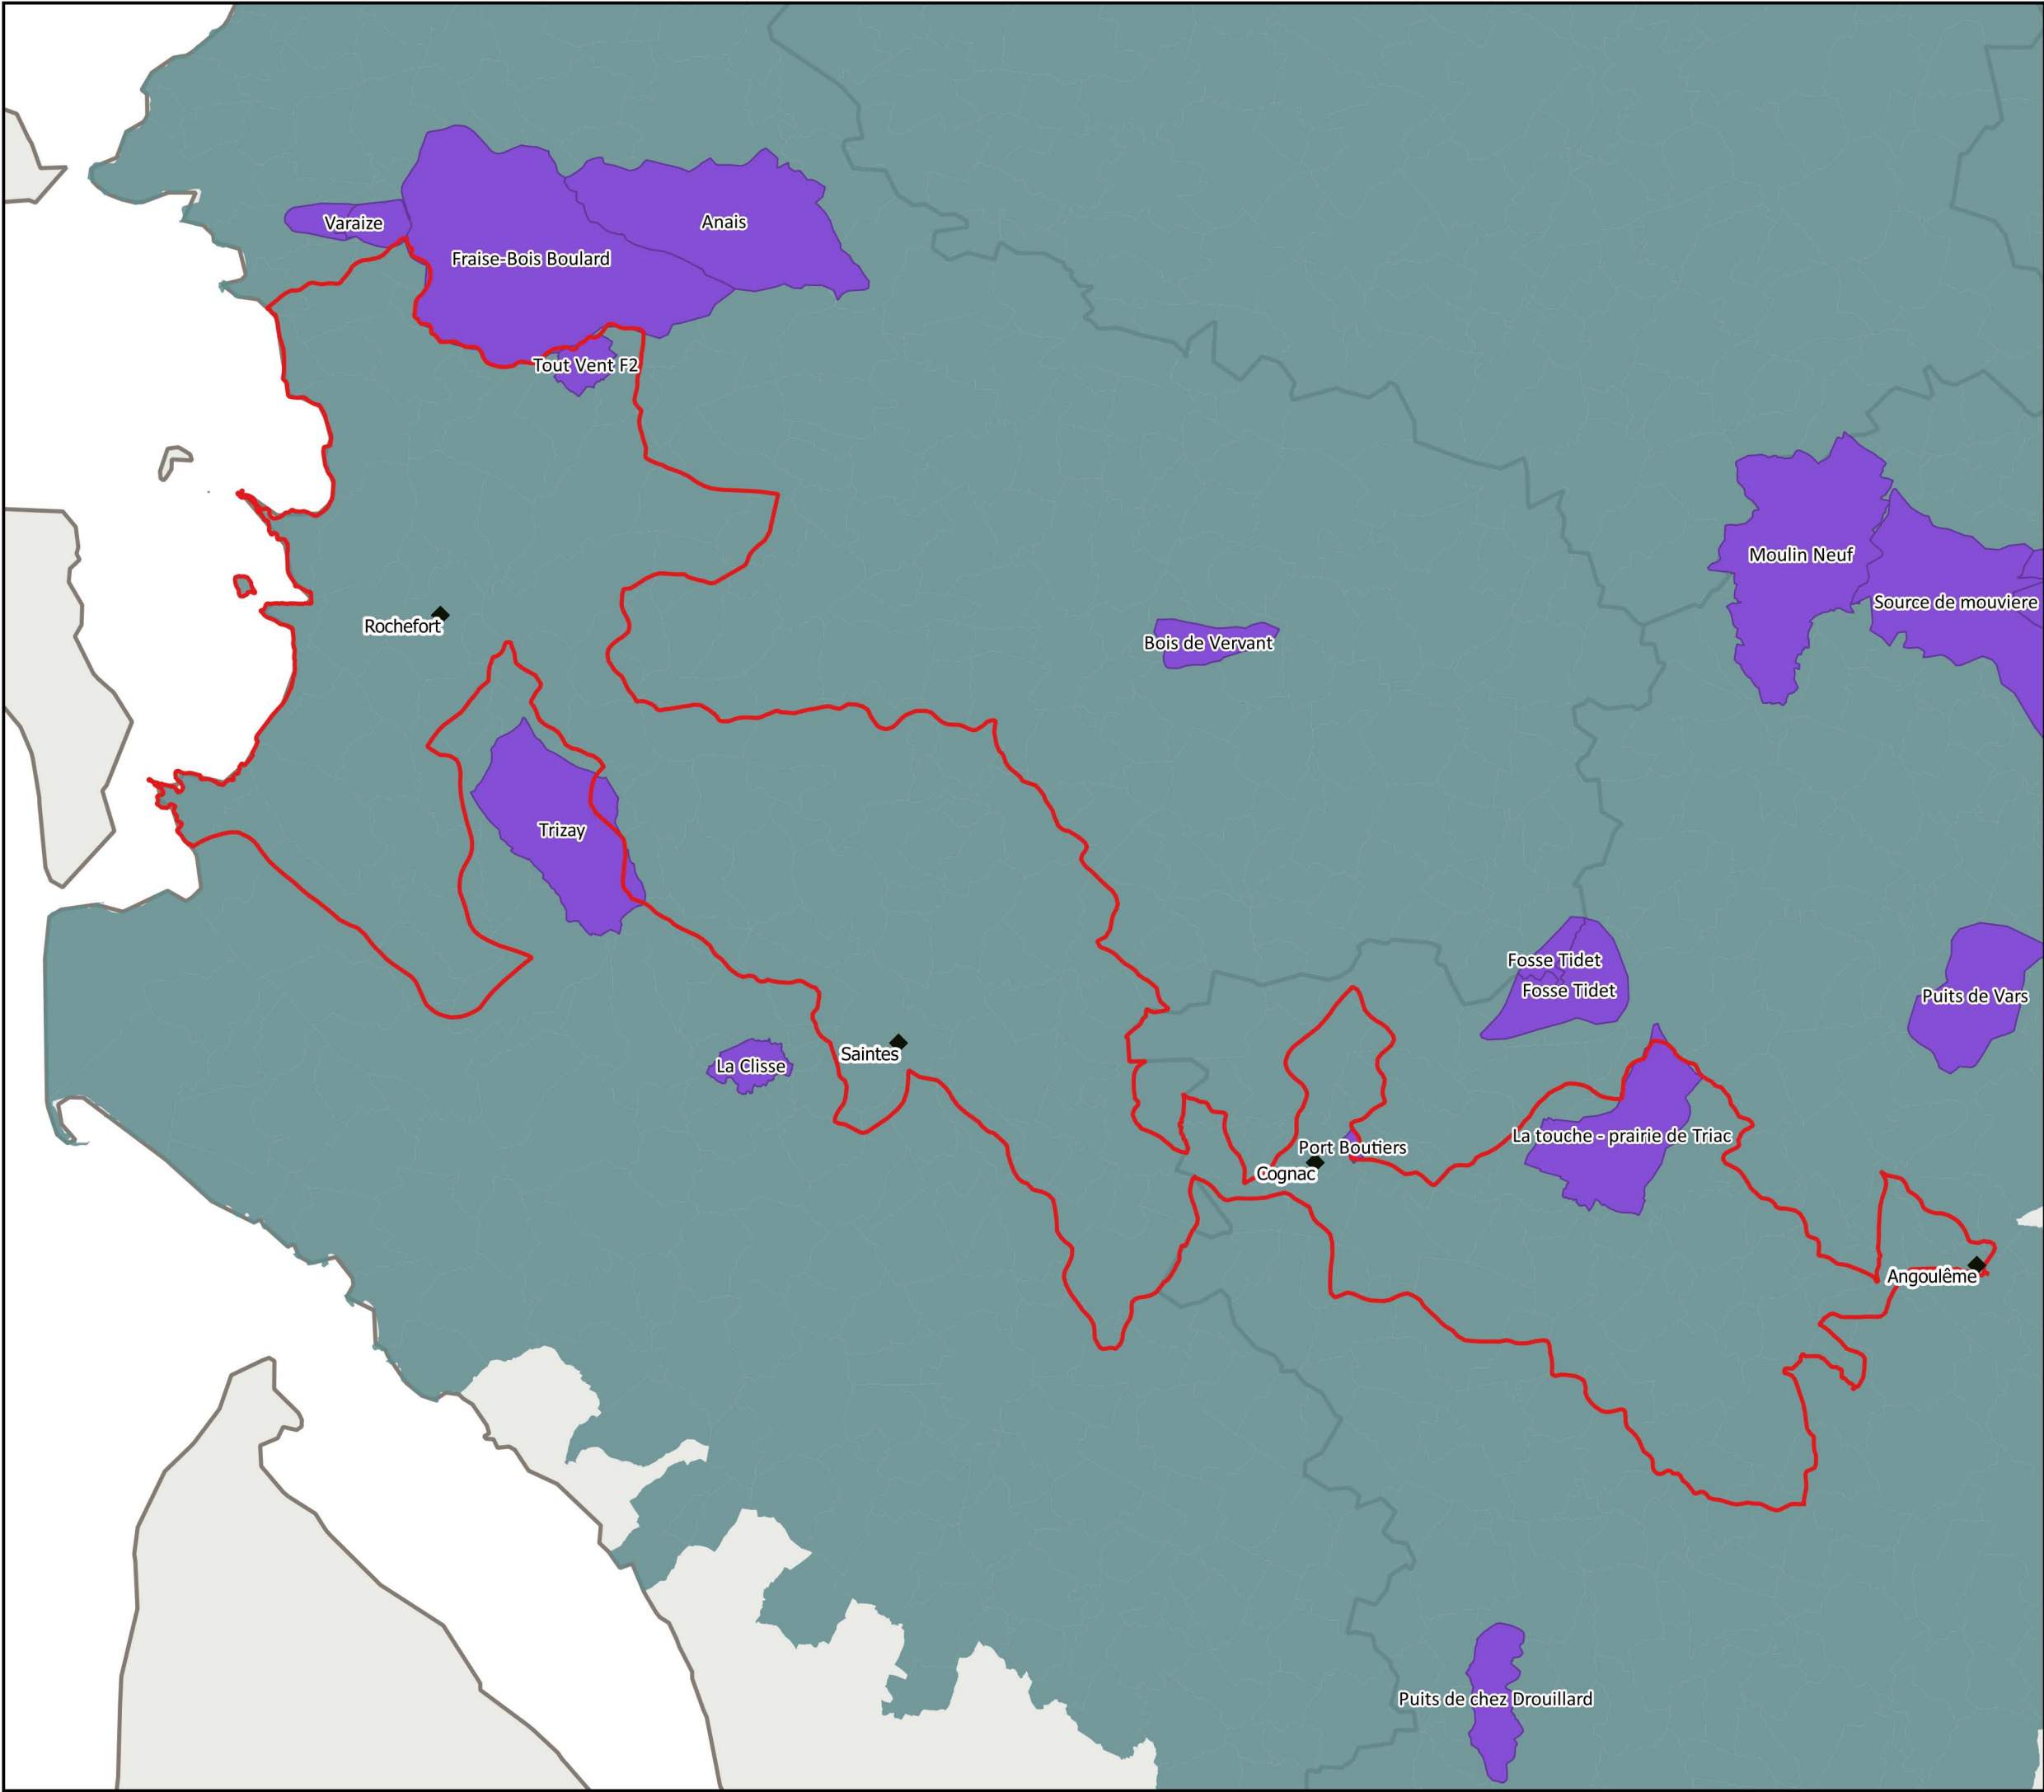 Varaize
Anais
Fraise-Bois Boulard
Tout Vent F2
Moulin Neuf
Source de mouviere
Rochefort
Bois de Vervant
Trizay
Fosse Tidet
Fosse Tidet
Puits de Vars
Saintes
La Clisse
La touche - prairie de Triac
Port Boutiers
Cognac
Angoulême
Puits de chez Drouillard